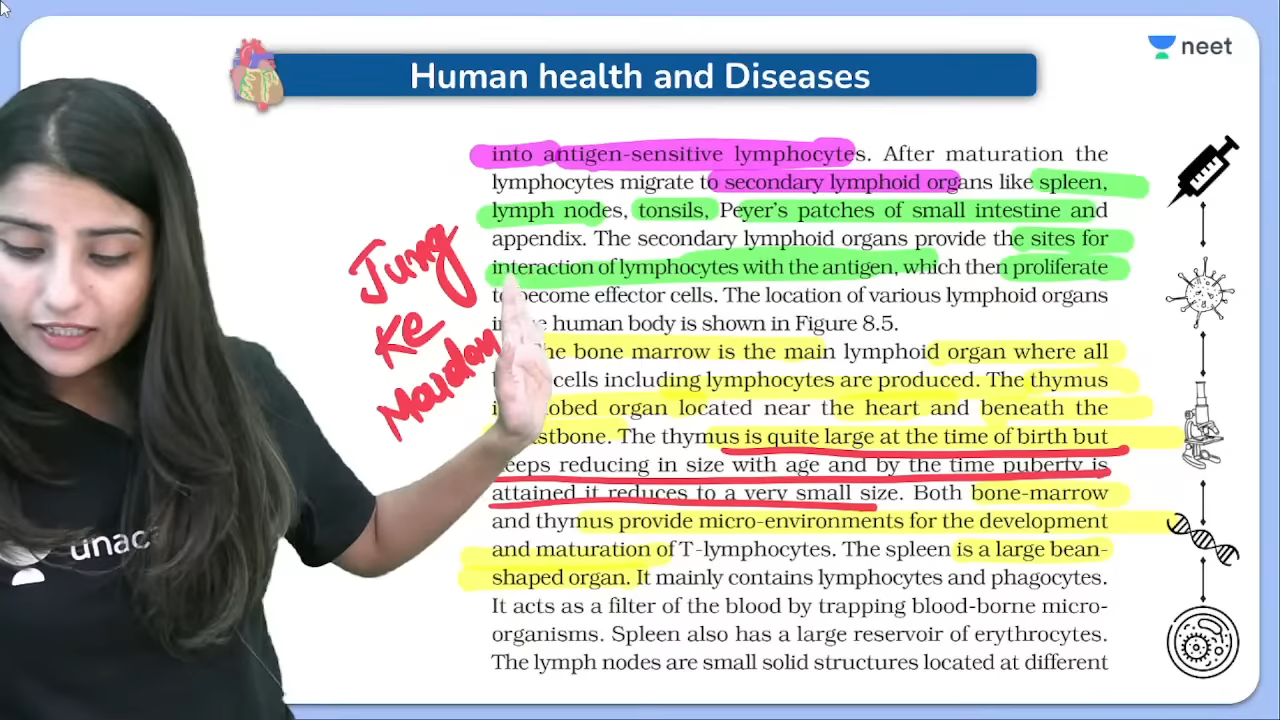 neet
Human health and Diseases
into antigen-sensitive lymphocytes. After maturation the
lymphocytes migrate to secondary lymphoid organs like spleen,
lymph nodes, tonsils, Peyer's patches of small intestine and
appendix. The secondary lymphoid organs provide the sites for
interaction of lymphocytes with the antigen, which then proliferate
to become effector cells. The location of various lymphoid organs
human body is shown in Figure 8.5.
bone marrow is the main lymphoid organ where all
cells including lymphocytes are produced. The thymus
lobed organ located near the heart and beneath the
The thymus is quite large at the time of birth but
reducing in size with age and by the time puberty is
attained it reduces to a very small size. Both bone-marrow
and thymus provide micro-environments for the development
and maturation of T-lymphocytes. The spleen is a large bean-
shaped organ. It mainly contains lymphocytes and phagocytes.
It acts as a filter of the blood by trapping blood-borne micro-
organisms. Spleen also has a large reservoir of erythrocytes.
The lymph nodes are small solid structures located at different
Jung
Ke
Maidan